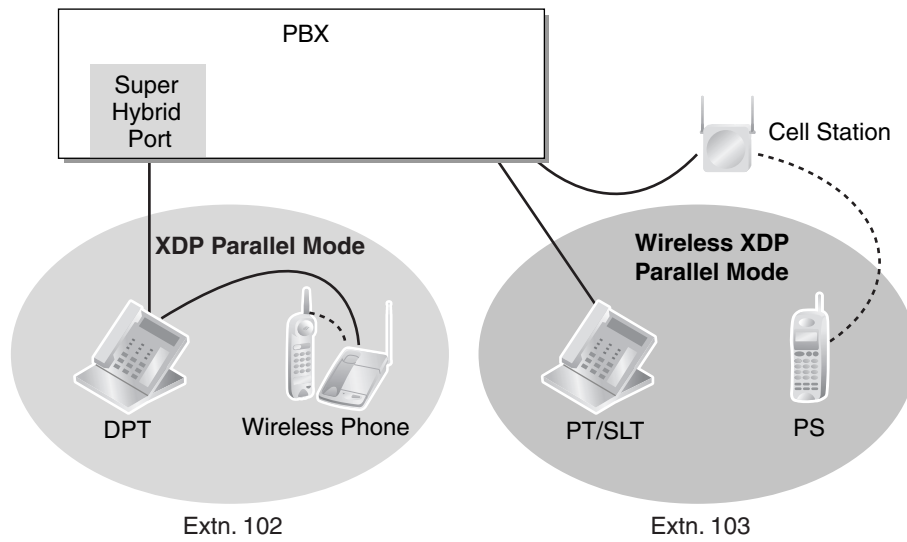 PBX
Super
Hybrid
Port
Cell Station
XDP Parallel Mode
Wireless XDP
Parallel Mode
DPT
Wireless Phone
PT/SLT
PS
Extn. 102
Extn. 103